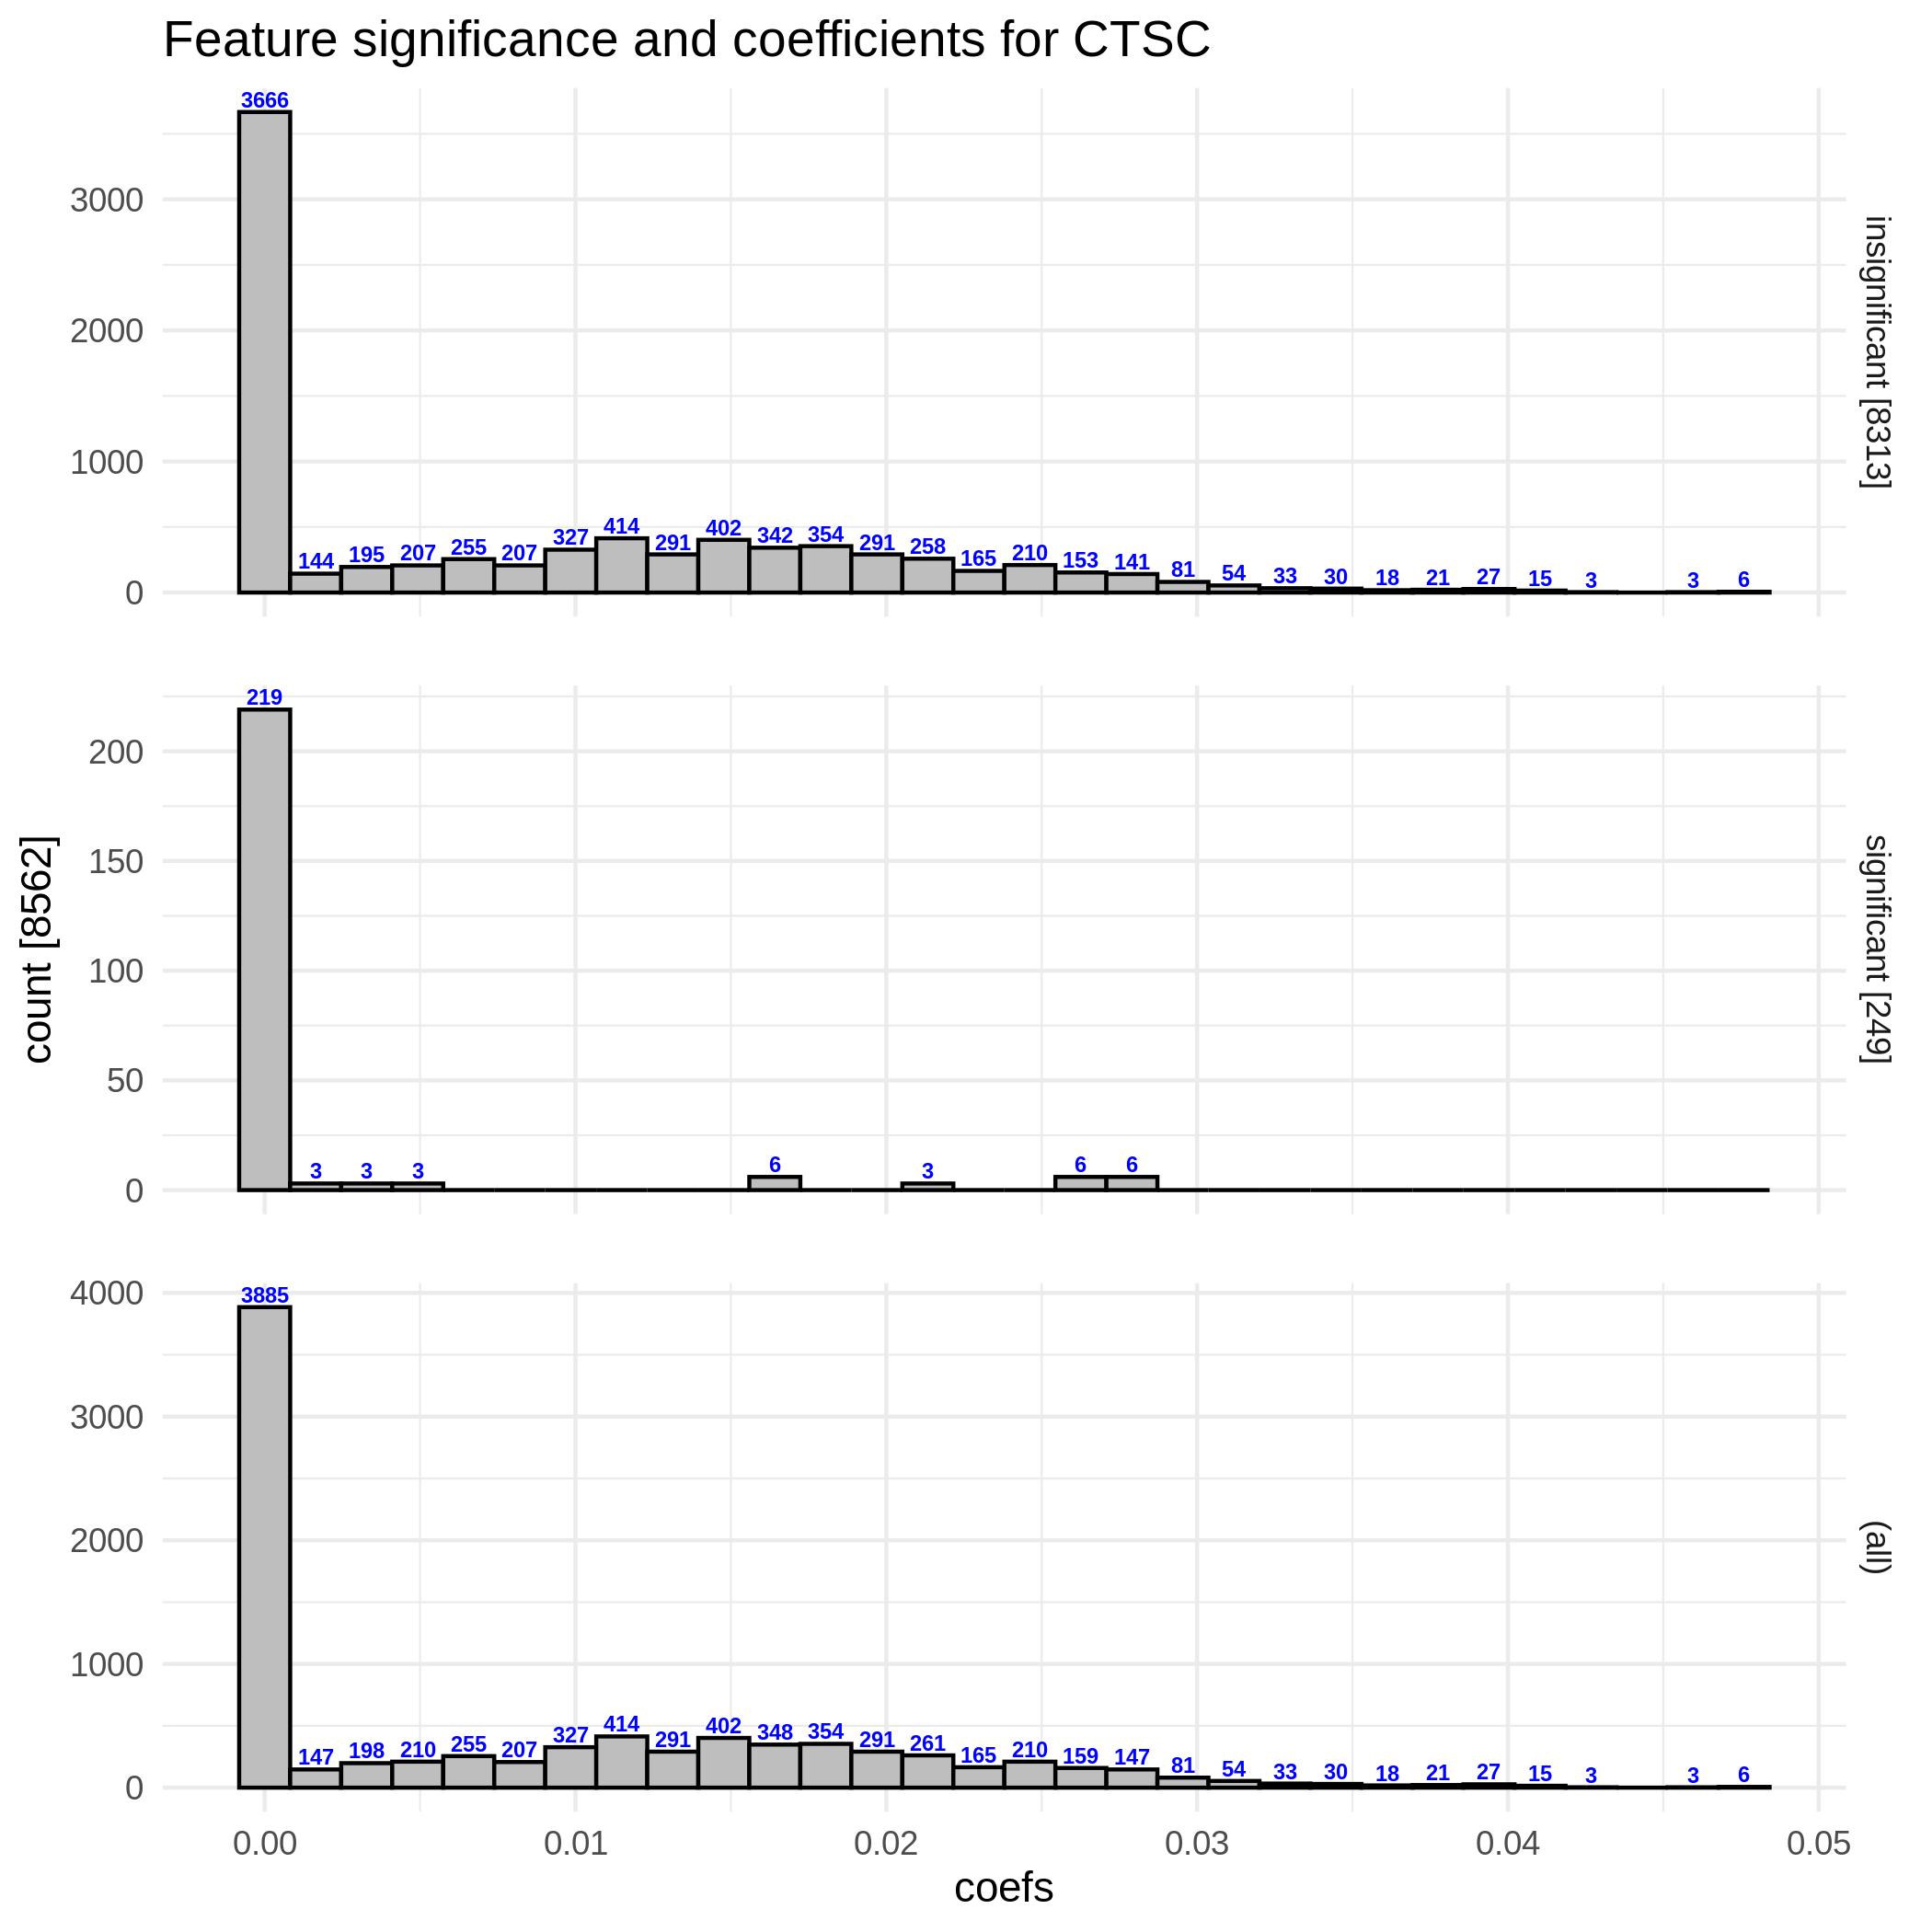 Feature significance and coefficients for CTSC
count [8562]
3000
2000
1000
0
3666
144 195 207 255 207 327 414 291 402 342 354 291 258 165 210 153 141 81 54 33 30 18 21 27 15 3 3 6
insignificant [8313]
200
150
100
50
0
219
3 3 3 6 3 6 6
significant [249]
4000
3000
2000
1000
0
3885
147 198 210 255 207 327 414 291 402 348 354 291 261 165 210 159 147 81 54 33 30 18 21 27 15 3 3 6
(all)
0.00 0.01 0.02 0.03 0.04 0.05
coefs